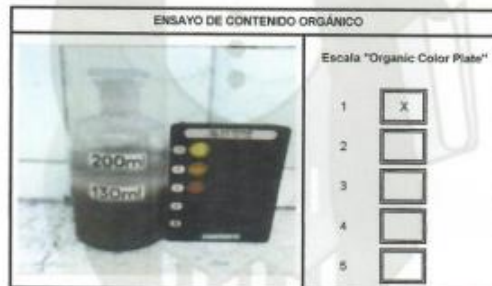 ENSAYO DE CONTENIDO ORGÁNICO
Escala "Organic Color Plate"
200ml
130ml
1 X
2
3
4
5